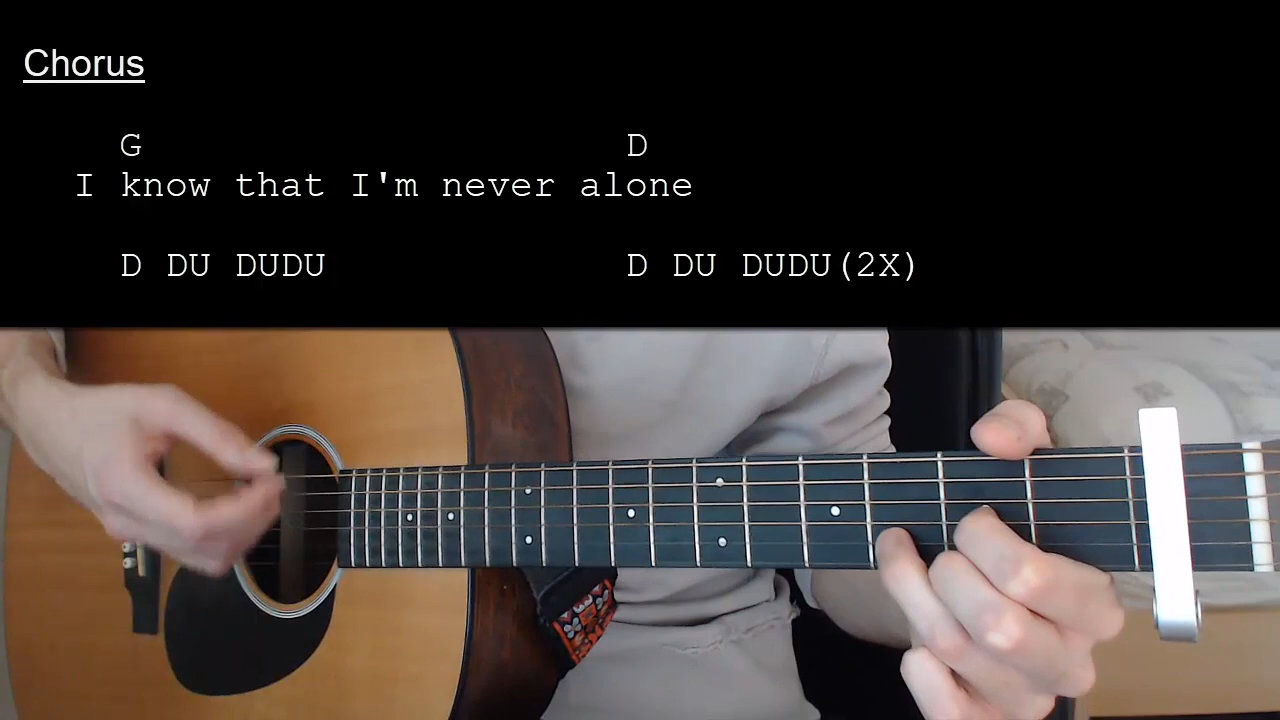 Chorus
G D
I know that I'm never alone
D DU DUDU D DU DUDU(2X)